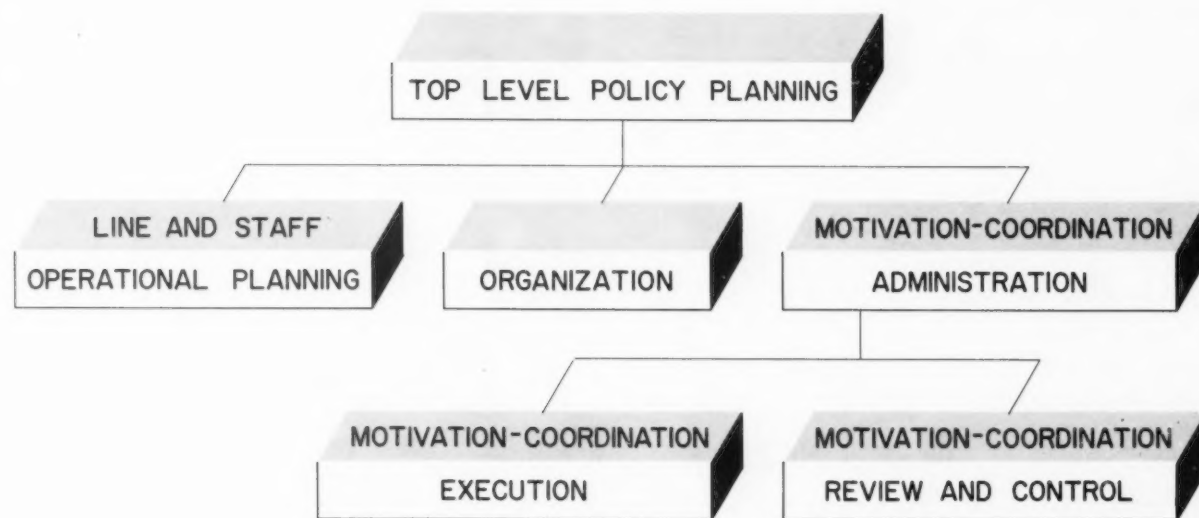 TOP LEVEL POLICY PLANNING
LINE AND STAFF
OPERATIONAL PLANNING
ORGANIZATION
MOTIVATION-COORDINATION
ADMINISTRATION
MOTIVATION-COORDINATION
EXECUTION
MOTIVATION-COORDINATION
REVIEW AND CONTROL